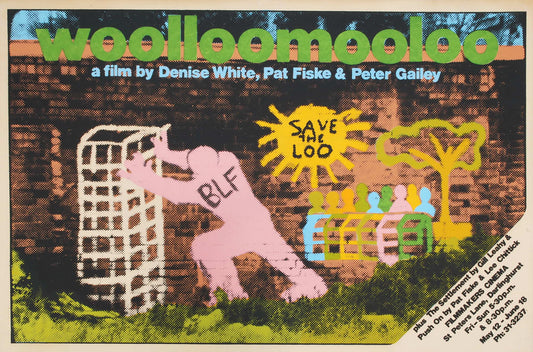 woolloomooloo
a film by Denise White, Pat Fiske & Peter Gailey
SAVE
THE
LOO
BLF
plus The Settlement by Gill Leahy &
Push On by Pat Fiske & Lee Chittick
FILMMAKERS CINEMA
St Peters Lane Darlinghurst
Fri - Sun 5:30p.m.
& 8:30p.m.
May 12 - June 18
Ph: 31-3237